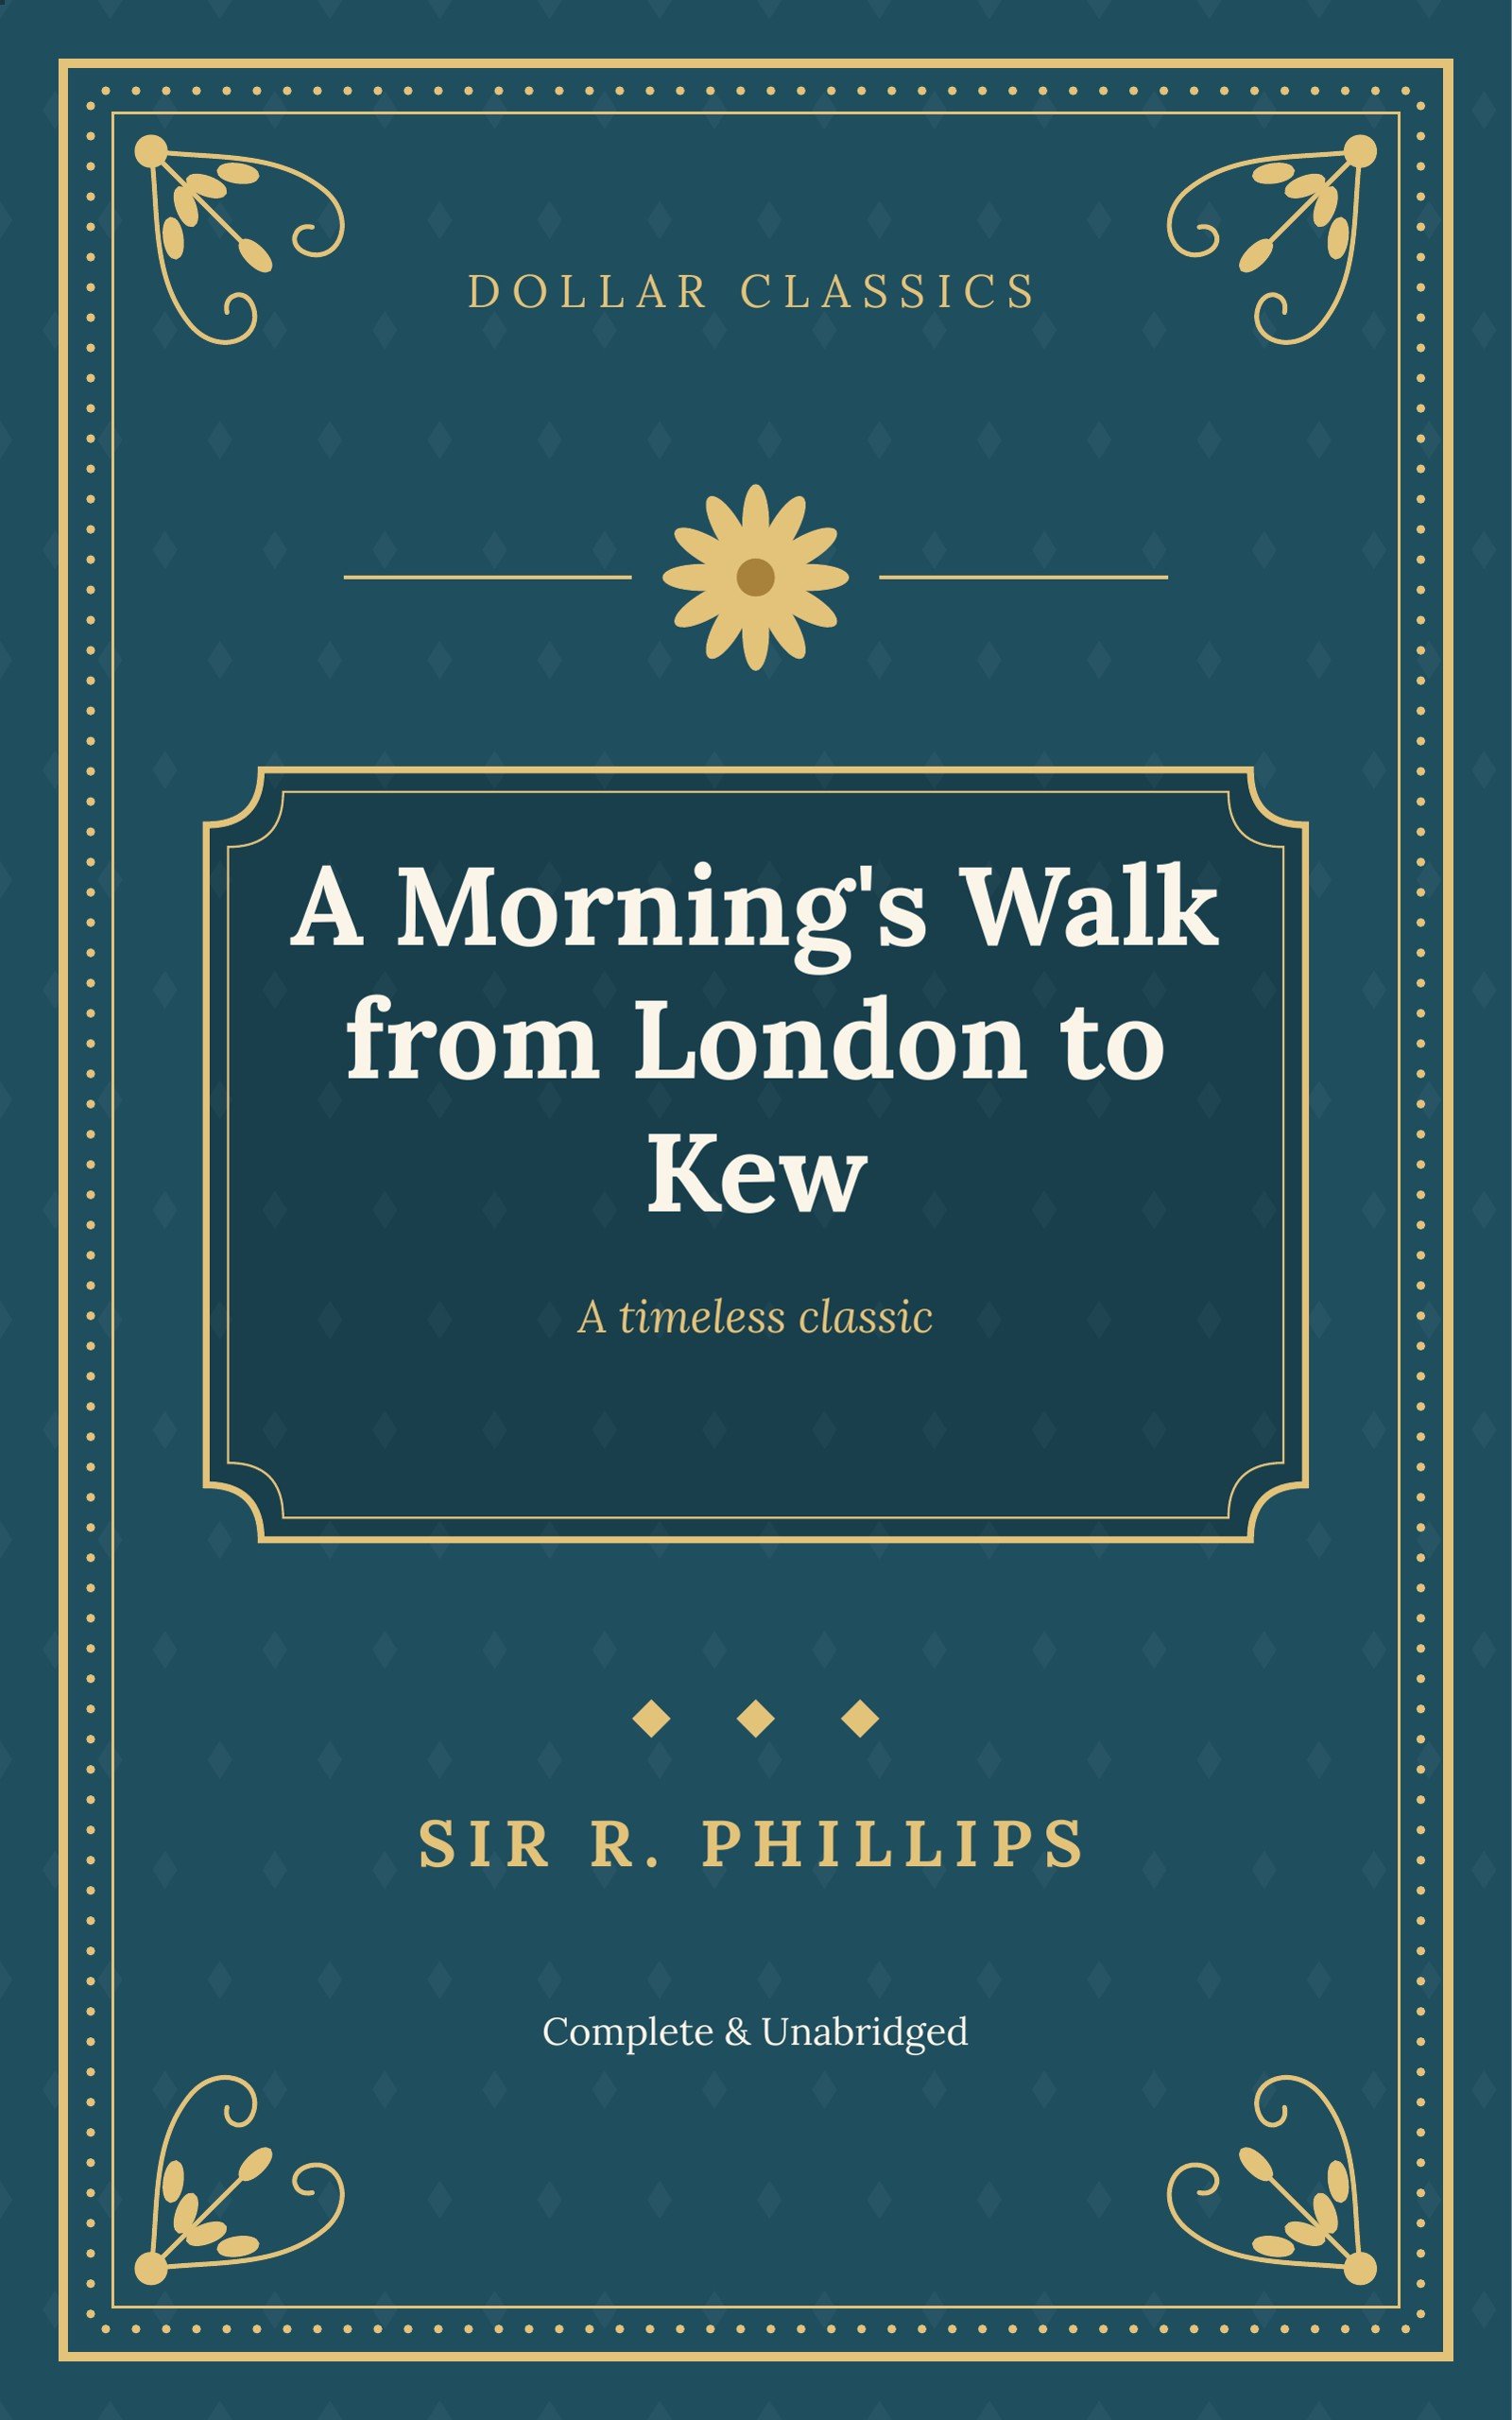 DOLLAR CLASSICS
A Morning's Walk
from London to
Kew
A timeless classic
SIR R. PHILLIPS
Complete & Unabridged